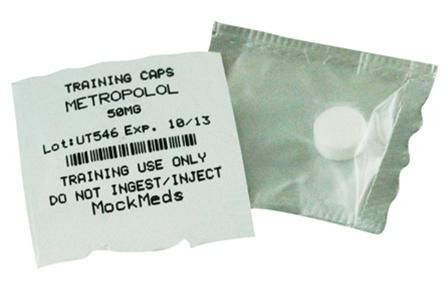 TRAINING CAPS
METROPOLOL
50MG
Lot:UT546 Exp. 10/13
TRAINING USE ONLY
DO NOT INGEST/INJECT
MockMeds